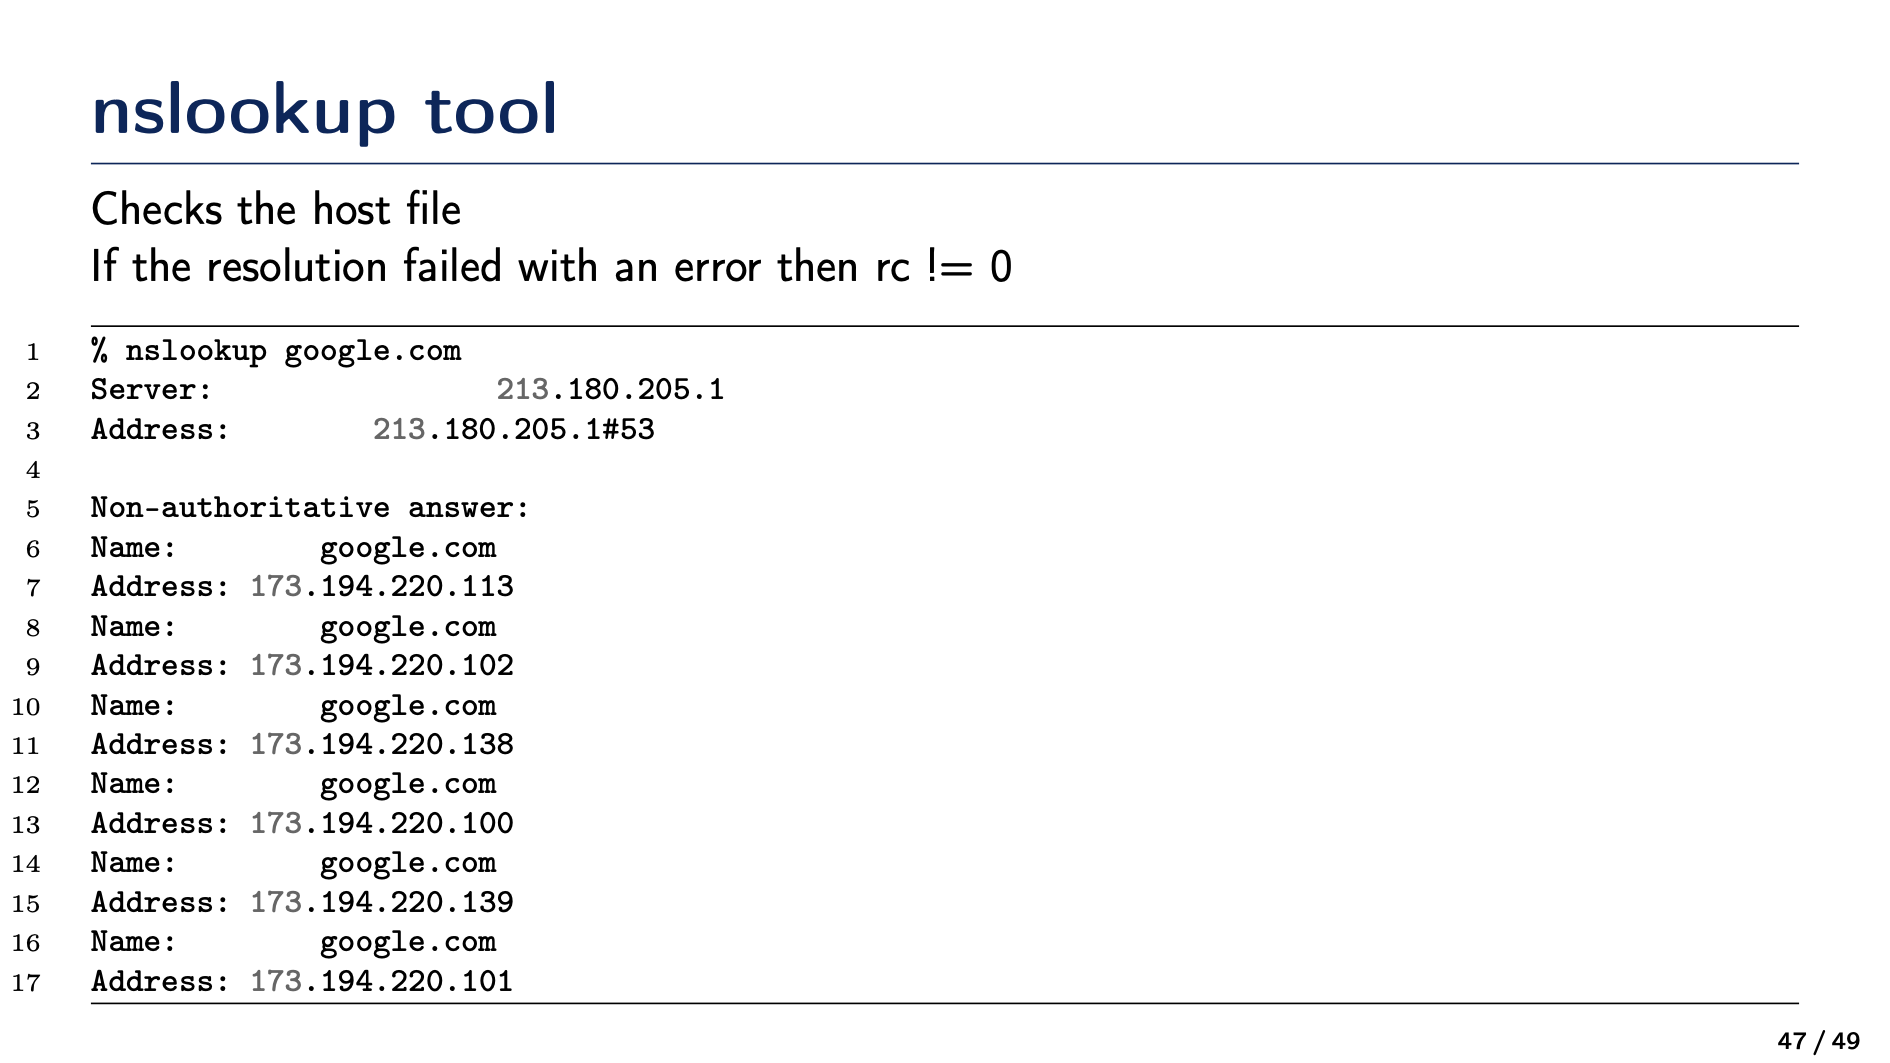 nslookup tool
Checks the host file
If the resolution failed with an error then rc != 0
1 % nslookup google.com
2 Server: 213.180.205.1
3 Address: 213.180.205.1#53
4
5 Non-authoritative answer:
6 Name: google.com
7 Address: 173.194.220.113
8 Name: google.com
9 Address: 173.194.220.102
10 Name: google.com
11 Address: 173.194.220.138
12 Name: google.com
13 Address: 173.194.220.100
14 Name: google.com
15 Address: 173.194.220.139
16 Name: google.com
17 Address: 173.194.220.101
47 / 49